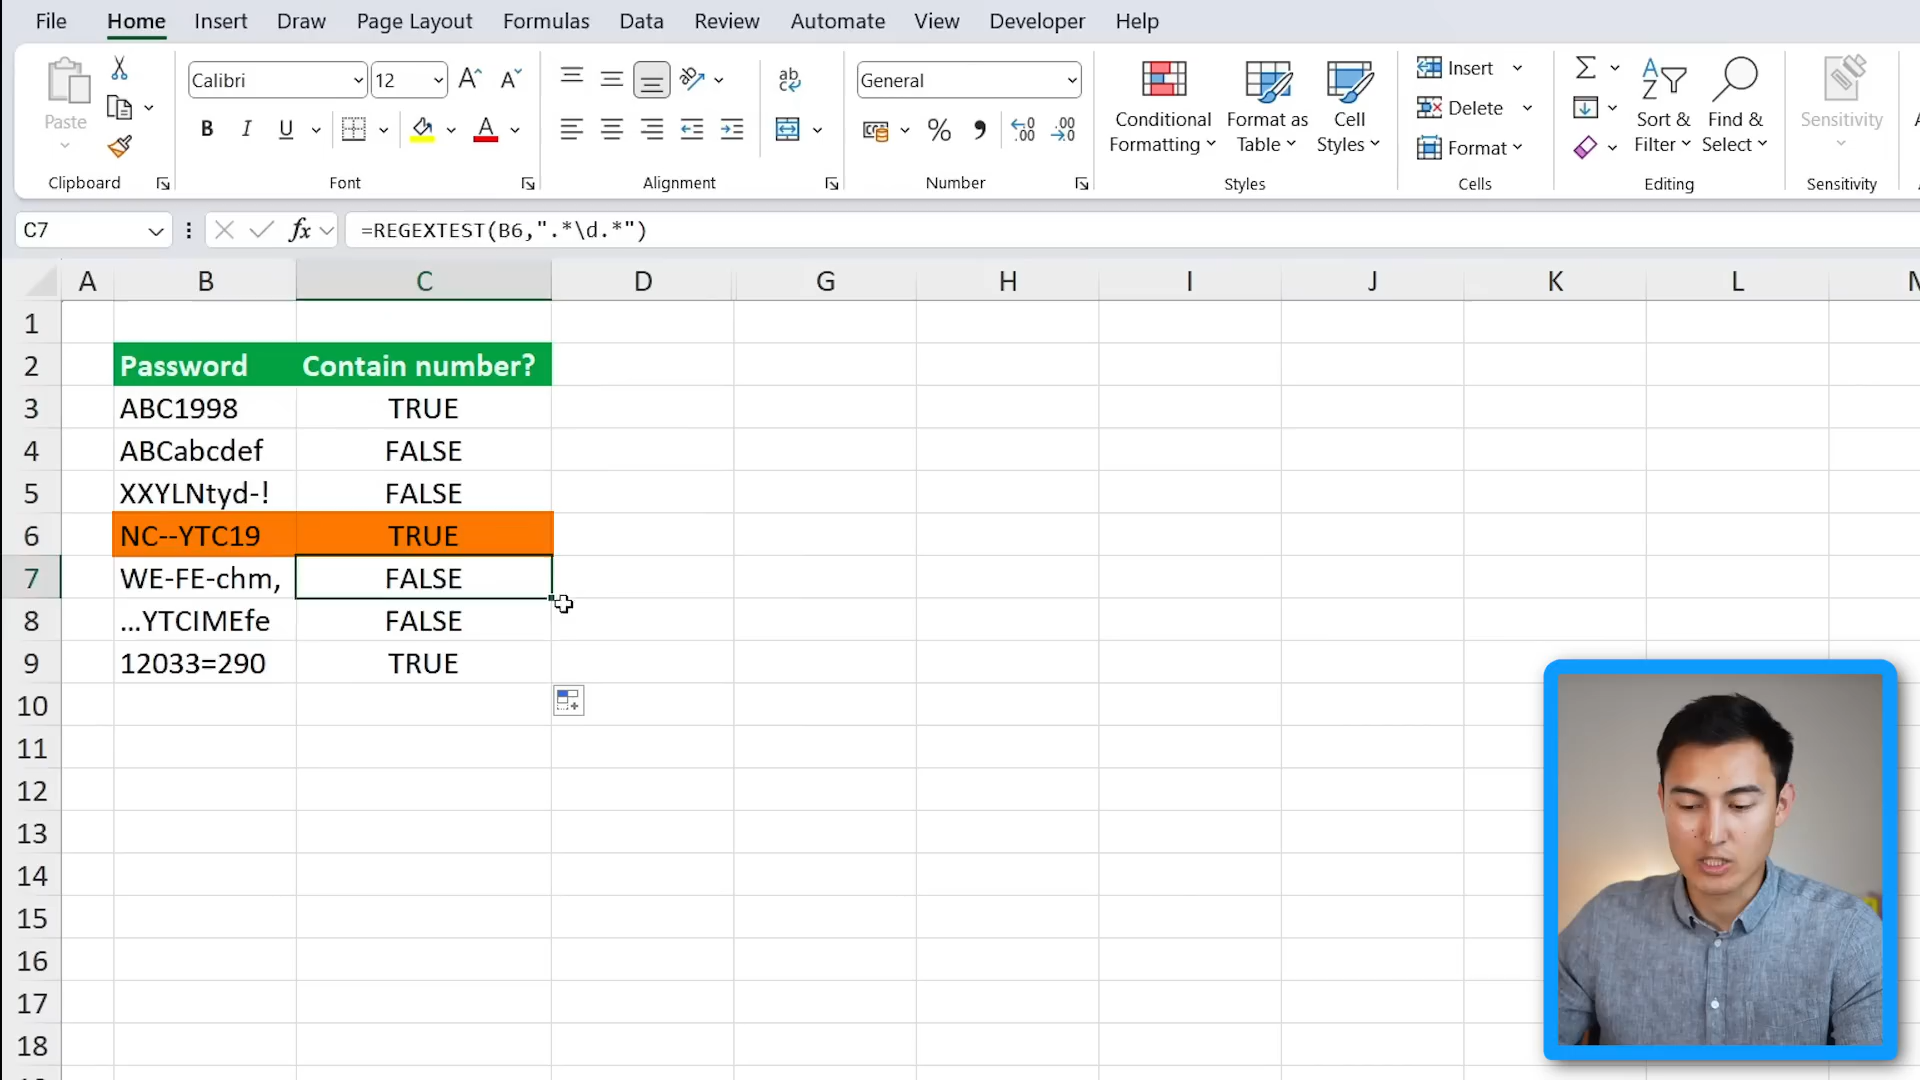 File Home Insert Draw Page Layout Formulas Data Review Automate View Developer Help
Paste
Clipboard
Calibri 12
B I U A
Font
ab
Alignment
General
% .00 .00
Number
Conditional Formatting
Format as Table
Cell Styles
Styles
Insert
Delete
Format
Cells
Sort & Filter
Find & Select
Editing
Sensitivity
Sensitivity
C7 fx =REGEXTEST(B6,".*\d.*")
A B C D G H I J K L
1
2 Password Contain number?
3 ABC1998 TRUE
4 ABCabcdef FALSE
5 XXYLNtyd-! FALSE
6 NC--YTC19 TRUE
7 WE-FE-chm, FALSE
8 ...YTCIMEfe FALSE
9 12033=290 TRUE
10
11
12
13
14
15
16
17
18